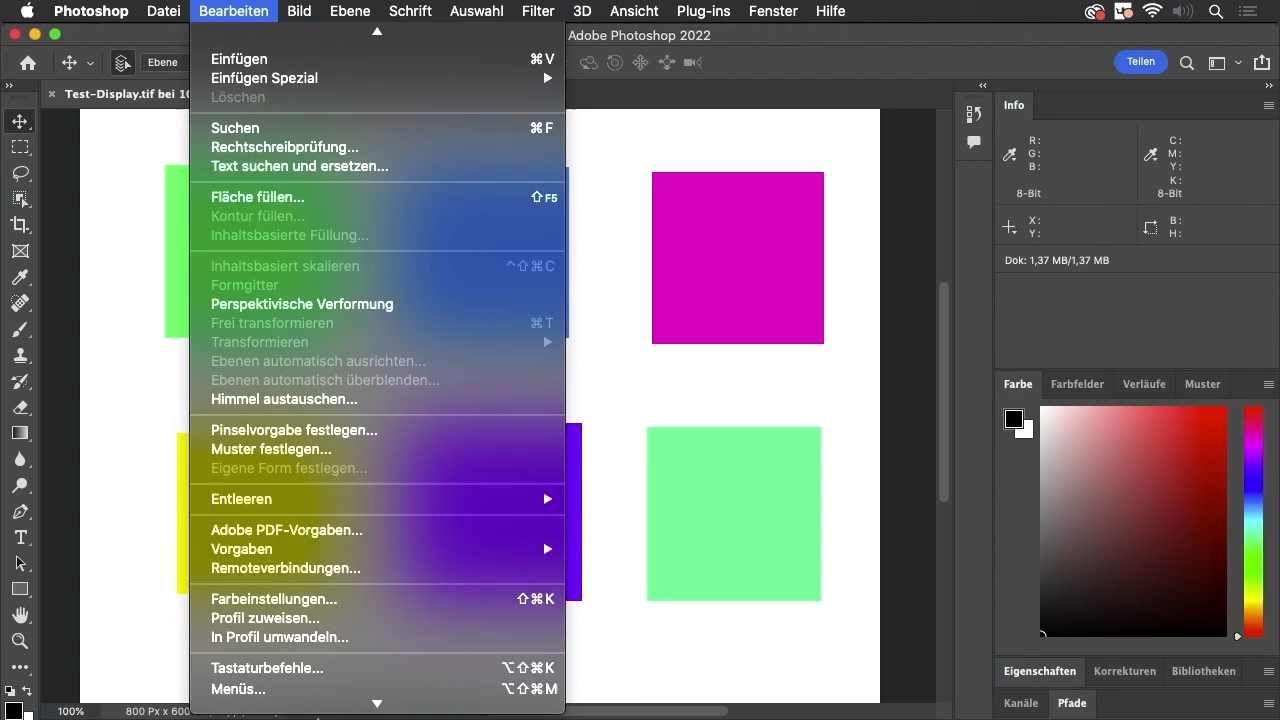 Photoshop Datei Bearbeiten Bild Ebene Schrift Auswahl Filter 3D Ansicht Plug-ins Fenster Hilfe
Adobe Photoshop 2022
Ebene
Teilen
Test-Display.tif bei 10
Einfügen ⌘V
Einfügen Spezial
Löschen
Suchen ⌘F
Rechtschreibprüfung...
Text suchen und ersetzen...
Fläche füllen... ⇧F5
Kontur füllen...
Inhaltsbasierte Füllung...
Inhaltsbasiert skalieren ^⇧⌘C
Formgitter
Perspektivische Verformung
Frei transformieren ⌘T
Transformieren
Ebenen automatisch ausrichten...
Ebenen automatisch überblenden...
Himmel austauschen...
Pinselvorgabe festlegen...
Muster festlegen...
Eigene Form festlegen...
Entleeren
Adobe PDF-Vorgaben...
Vorgaben
Remoteverbindungen...
Farbeinstellungen... ⇧⌘K
Profil zuweisen...
In Profil umwandeln...
Tastaturbefehle... ⌥⇧⌘K
Menüs... ⌥⇧⌘M
100% 800 Px x 600
Info
R: C:
G: M:
B: Y:
K:
8-Bit 8-Bit
X: B:
Y: H:
Dok: 1,37 MB/1,37 MB
Farbe Farbfelder Verläufe Muster
Eigenschaften Korrekturen Bibliotheken
Kanäle Pfade